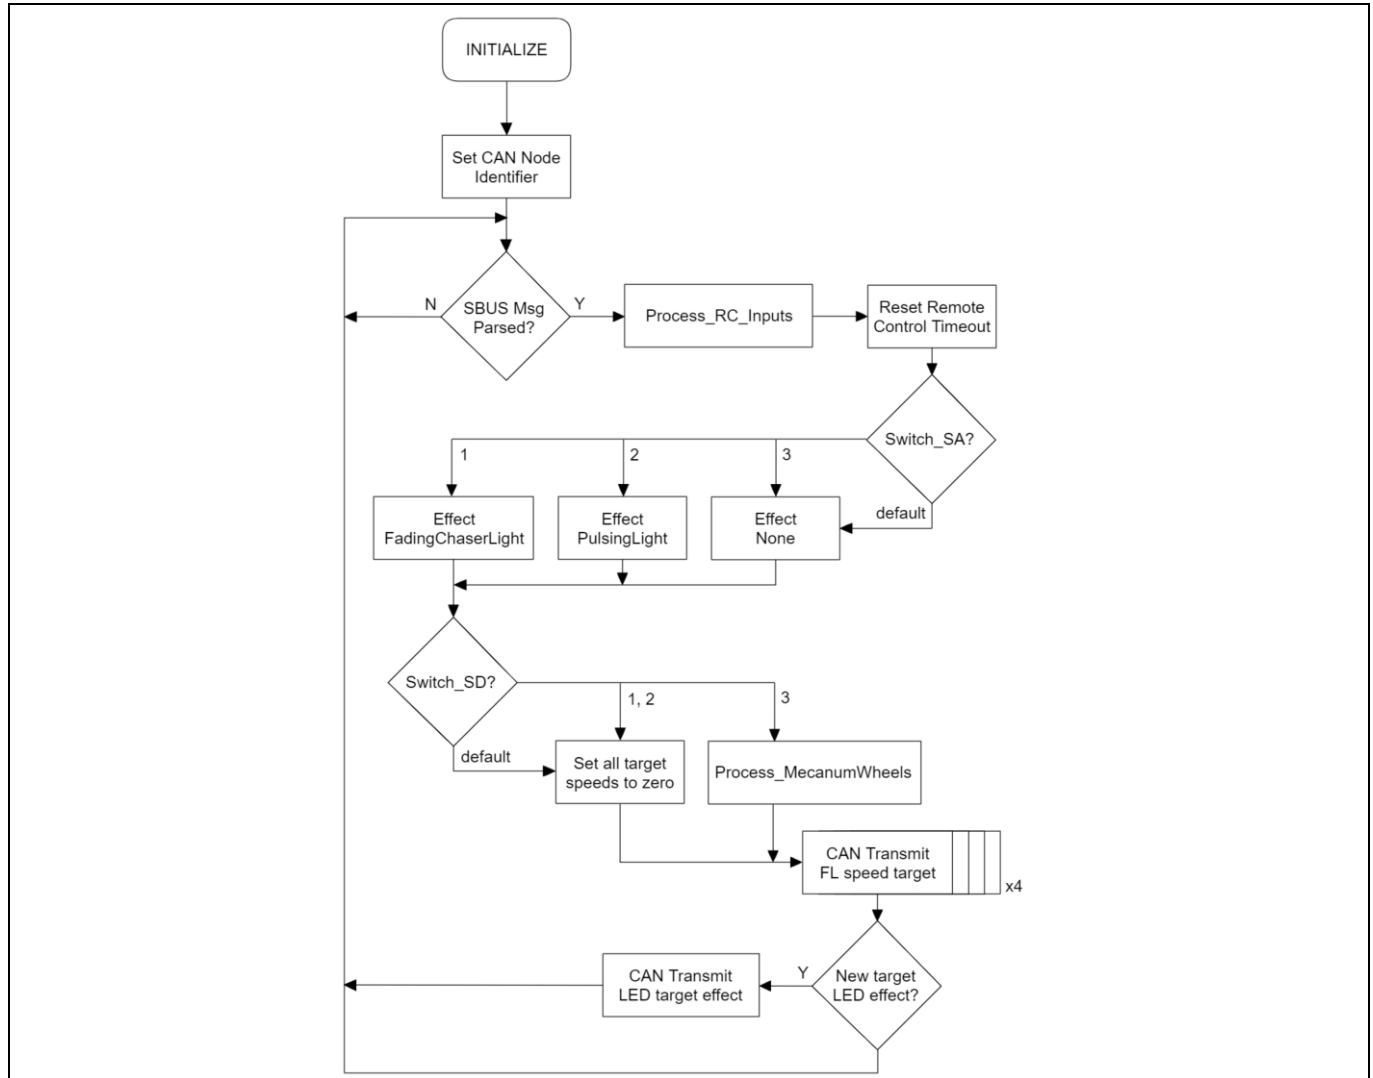 INITIALIZE
Set CAN Node
Identifier
N
SBUS Msg
Parsed?
Y
Process_RC_Inputs
Reset Remote
Control Timeout
Switch_SA?
1
2
3
default
Effect
FadingChaserLight
Effect
PulsingLight
Effect
None
Switch_SD?
1, 2
3
default
Set all target
speeds to zero
Process_MecanumWheels
CAN Transmit
FL speed target
x4
New target
LED effect?
Y
CAN Transmit
LED target effect